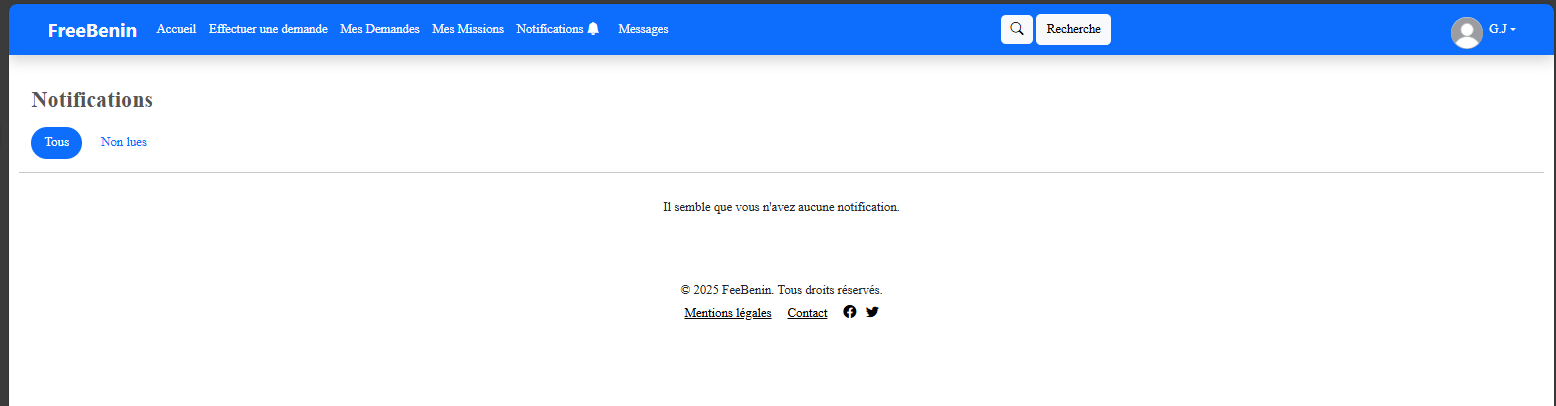 FreeBenin Accueil Effectuer une demande Mes Demandes Mes Missions Notifications Messages Recherche G.J
Notifications
Tous Non lues
Il semble que vous n'avez aucune notification.
© 2025 FeeBenin. Tous droits réservés.
Mentions légales Contact